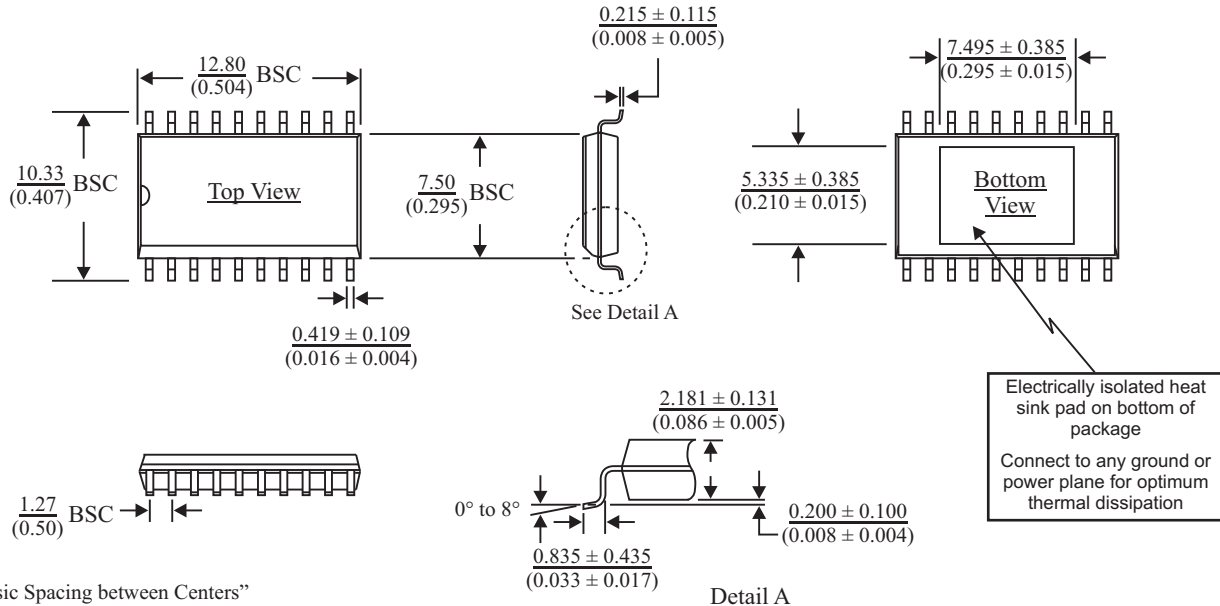 0.215 ± 0.115
(0.008 ± 0.005)
12.80
(0.504)
BSC
7.495 ± 0.385
(0.295 ± 0.015)
10.33
(0.407)
BSC
Top View
7.50
(0.295)
BSC
5.335 ± 0.385
(0.210 ± 0.015)
Bottom
View
See Detail A
0.419 ± 0.109
(0.016 ± 0.004)
Electrically isolated heat
sink pad on bottom of
package
Connect to any ground or
power plane for optimum
thermal dissipation
2.181 ± 0.131
(0.086 ± 0.005)
1.27
(0.50)
BSC
0° to 8°
0.200 ± 0.100
(0.008 ± 0.004)
0.835 ± 0.435
(0.033 ± 0.017)
Spacing between Centers”
Detail A